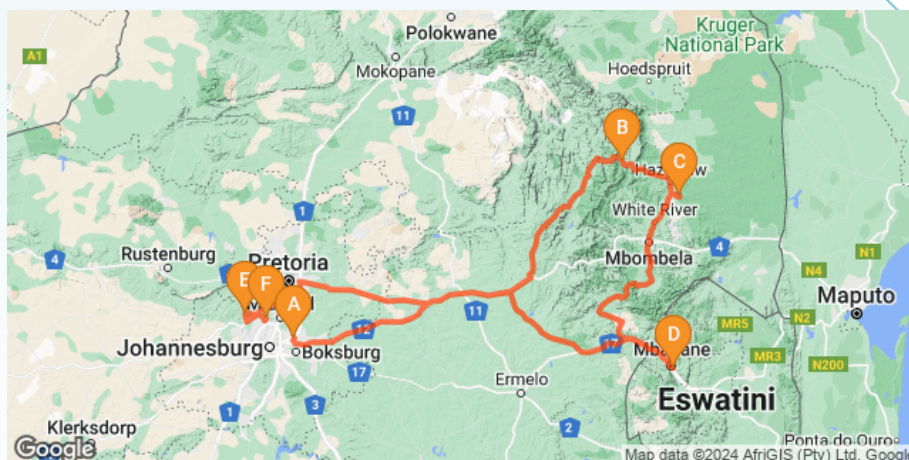 Kruger
National Park
Polokwane
A1
Mokopane
Hoedspruit
11
B
C
White River
1
4
Rustenburg
Pretoria
Mbombela
4
N4
N1
E
F
A
12
11
Maputo
MR5
N2
D
Johannesburg
Boksburg
17
17
MR3
N200
Ermelo
Eswatini
Klerksdorp
1
3
2
Ponta do Ouro
Google
Map data ©2024 AfriGIS (Pty) Ltd, Google